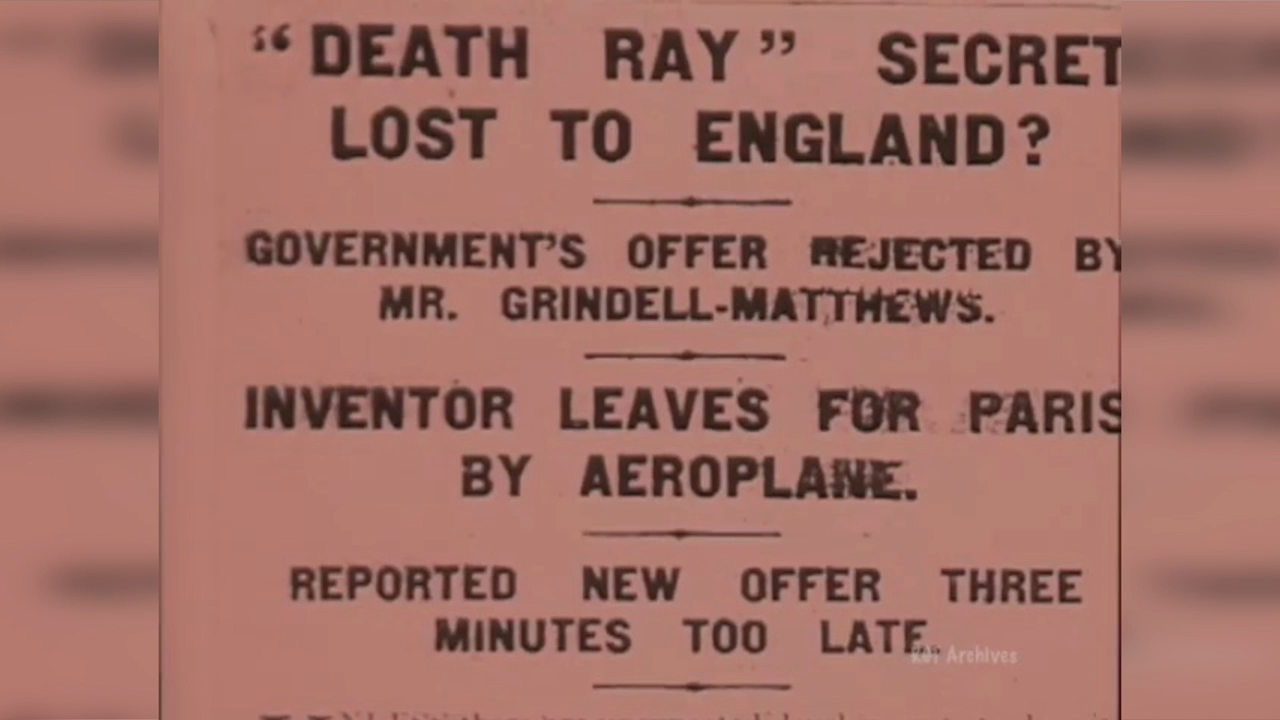 "DEATH RAY" SECRET
LOST TO ENGLAND?
GOVERNMENT'S OFFER REJECTED BY
MR. GRINDELL-MATTHEWS.
INVENTOR LEAVES FOR PARIS
BY AEROPLANE.
REPORTED NEW OFFER THREE
MINUTES TOO LATE.
Archives